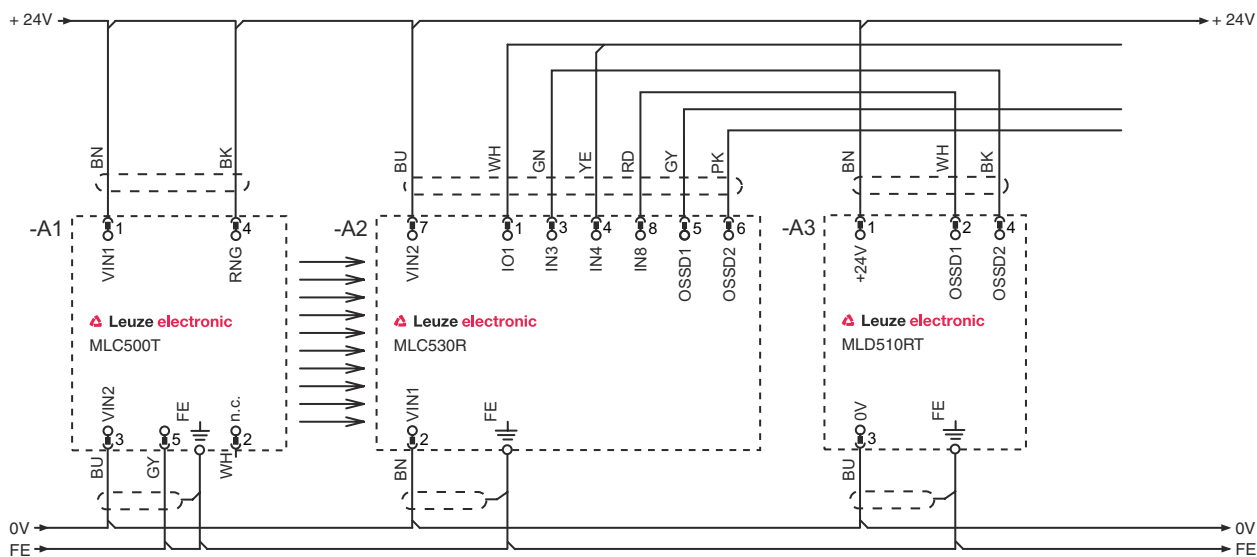 + 24V
+ 24V
BN
BK
BU
WH
GN
YE
RD
GY
PK
BN
WH
BK
-A1
1
4
-A2
7
1
3
4
8
5
6
-A3
1
2
4
VIN1
RNG
VIN2
IO1
IN3
IN4
IN8
OSSD1
OSSD2
+24V
OSSD1
OSSD2
Leuze electronic
MLC500T
Leuze electronic
MLC530R
Leuze electronic
MLD510RT
VIN2
FE
n.c.
VIN1
FE
0V
FE
3
5
2
2
3
BU
GY
WH
BN
BU
0V
0V
FE
FE